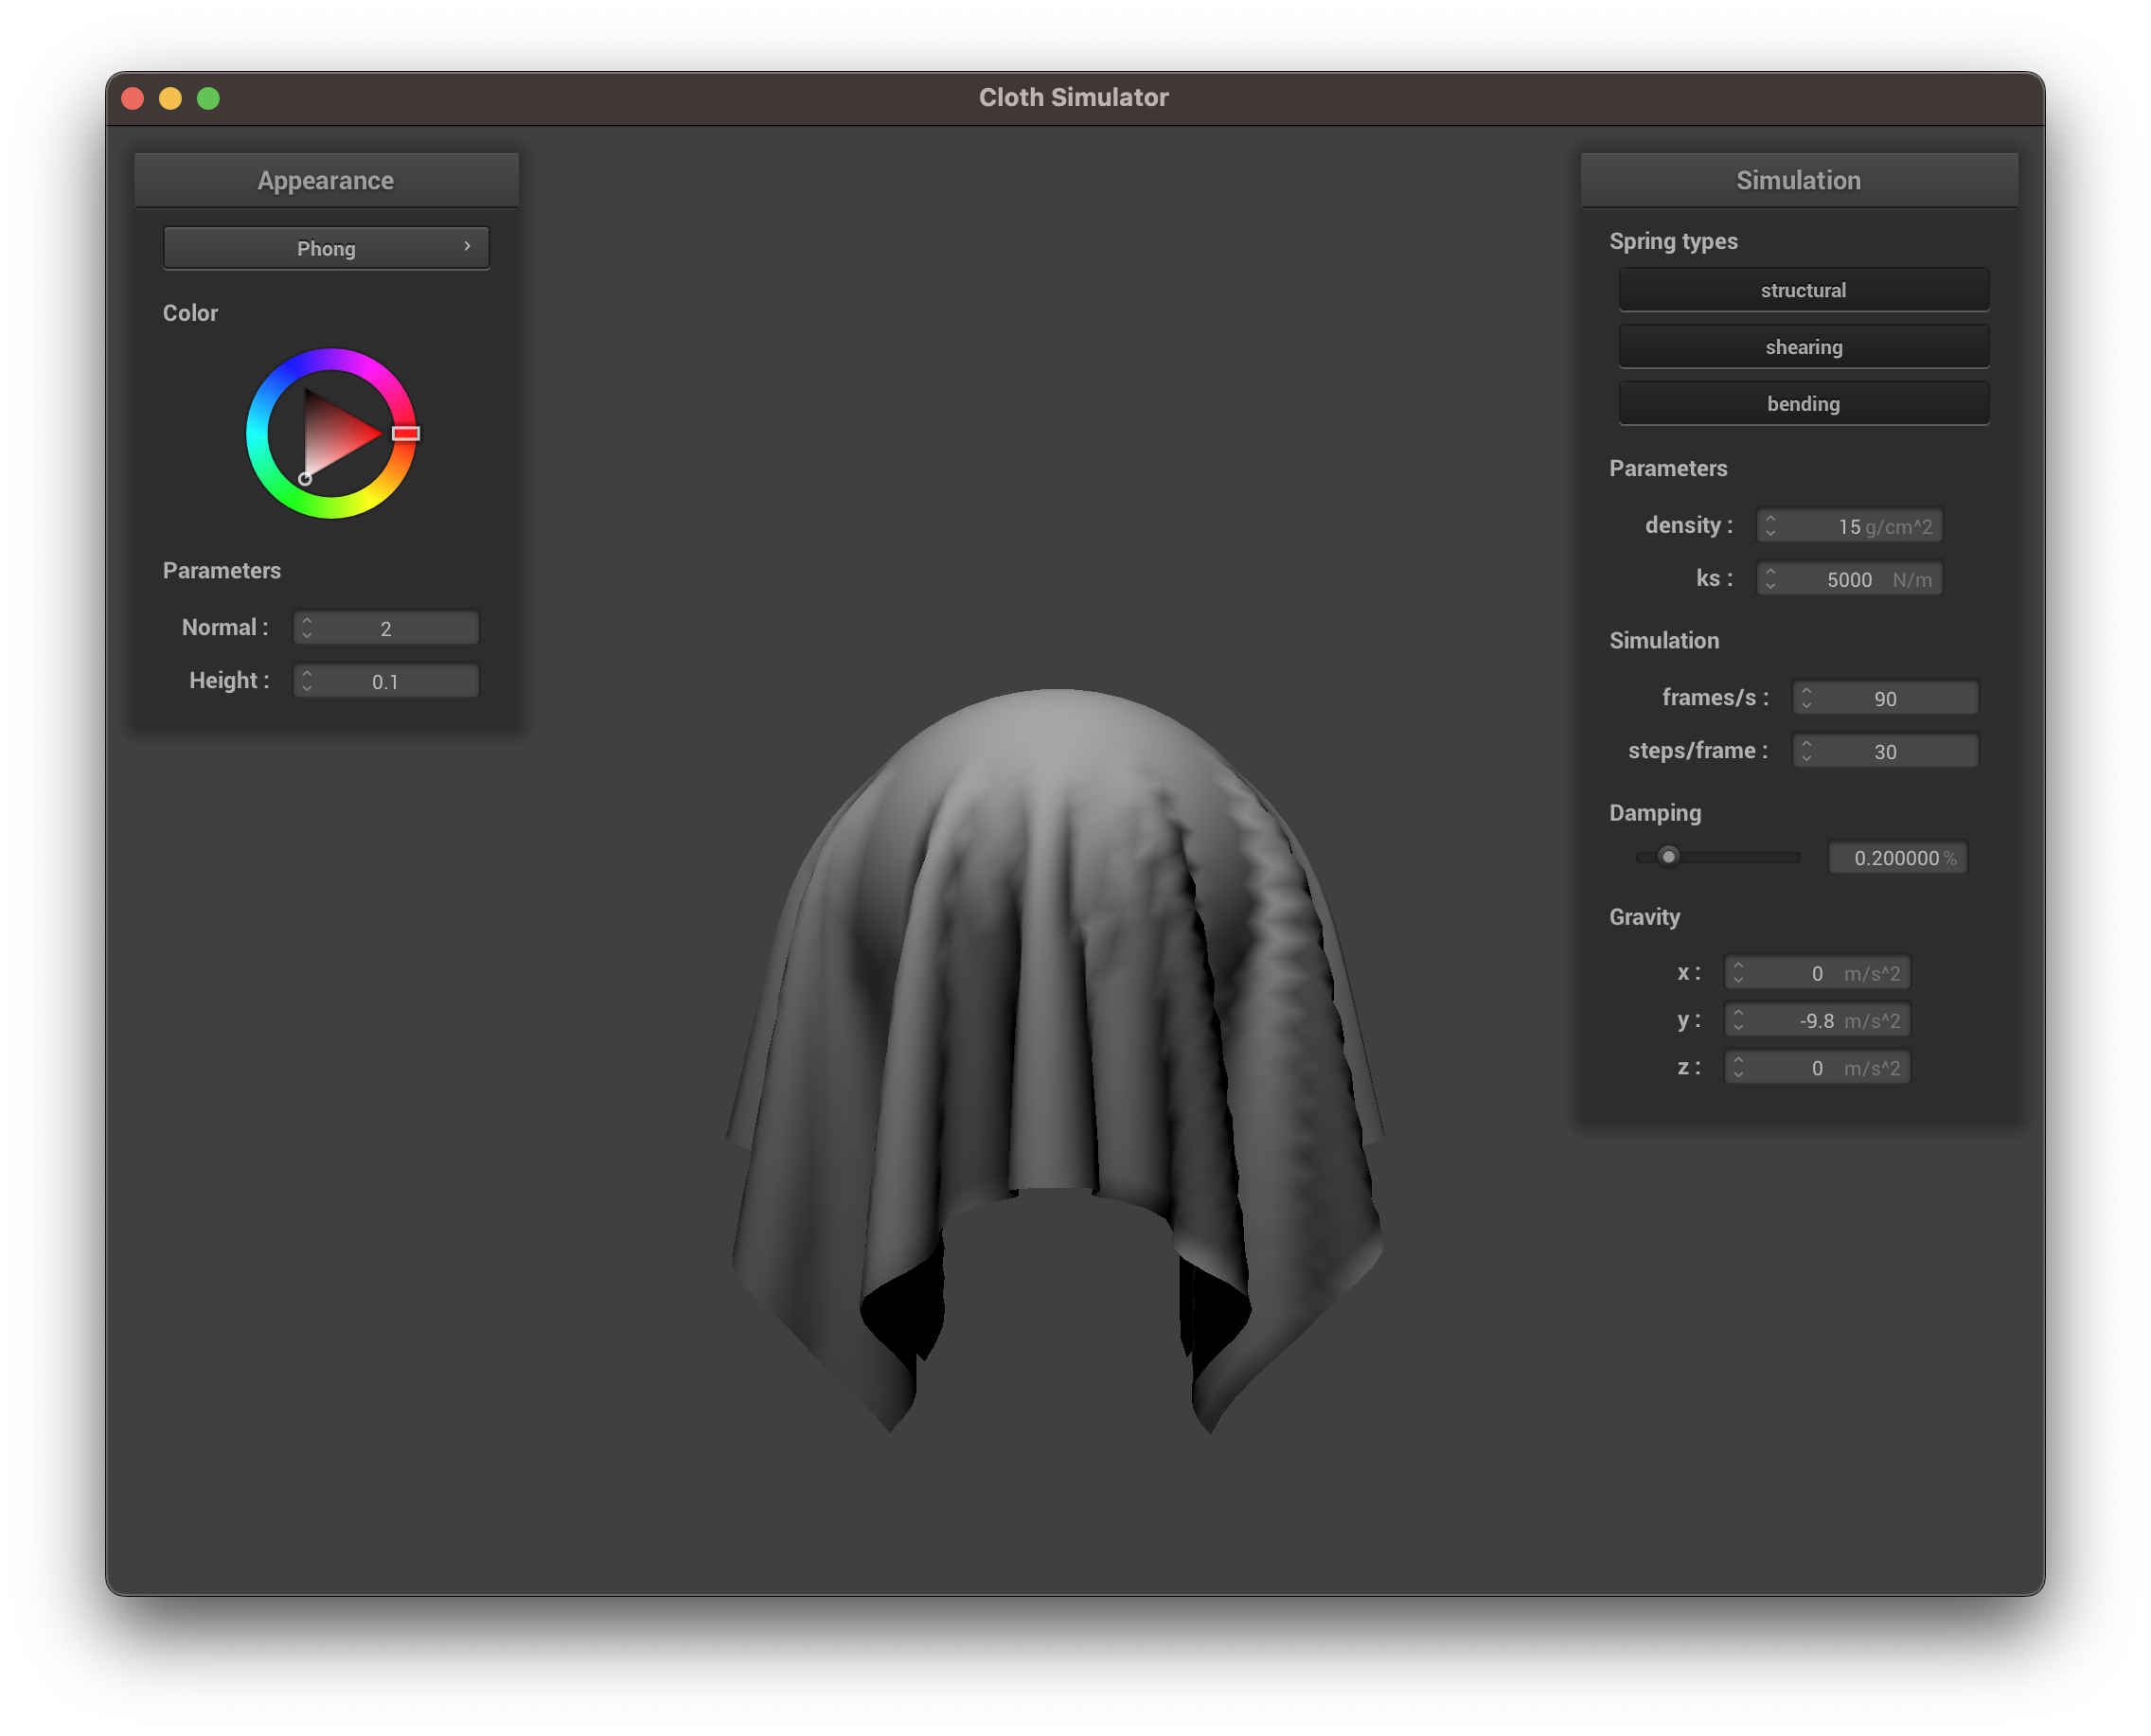 Cloth Simulator
Appearance
Phong
Color
Parameters
Normal : 2
Height : 0.1
Simulation
Spring types
structural
shearing
bending
Parameters
density : 15 g/cm^2
ks : 5000 N/m
Simulation
frames/s : 90
steps/frame : 30
Damping
0.200000 %
Gravity
x : 0 m/s^2
y : -9.8 m/s^2
z : 0 m/s^2